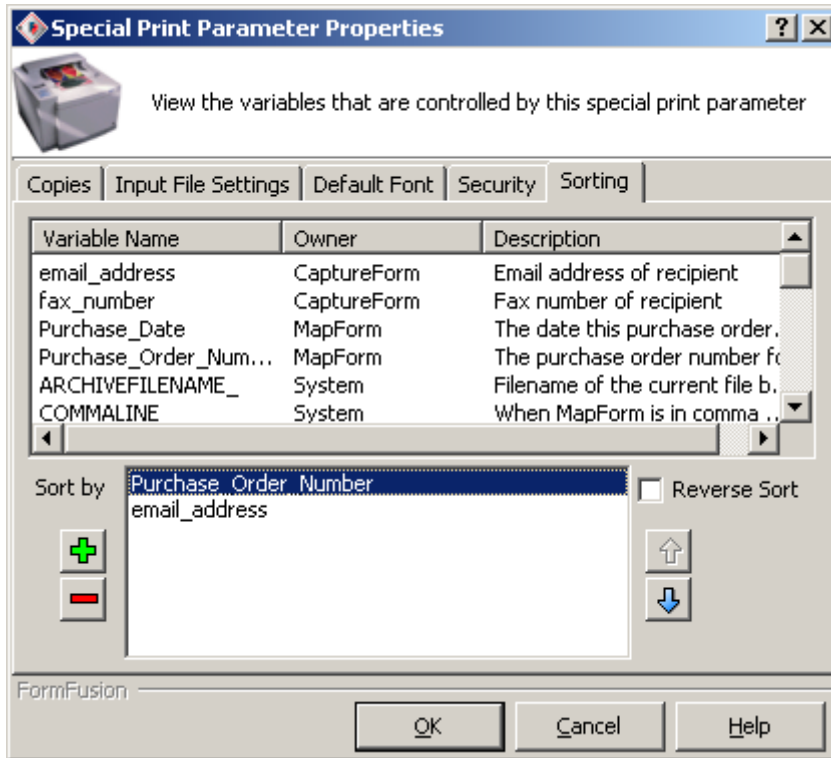 Special Print Parameter Properties
View the variables that are controlled by this special print parameter
Copies Input File Settings Default Font Security Sorting
Variable Name Owner Description
email_address CaptureForm Email address of recipient
fax_number CaptureForm Fax number of recipient
Purchase_Date MapForm The date this purchase order.
Purchase_Order_Num... MapForm The purchase order number fo
ARCHIVEFILENAME_ System Filename of the current file b.
COMMALINE System When MapForm is in comma ..
Sort by
Purchase_Order_Number
email_address
Reverse Sort
FormFusion
OK Cancel Help